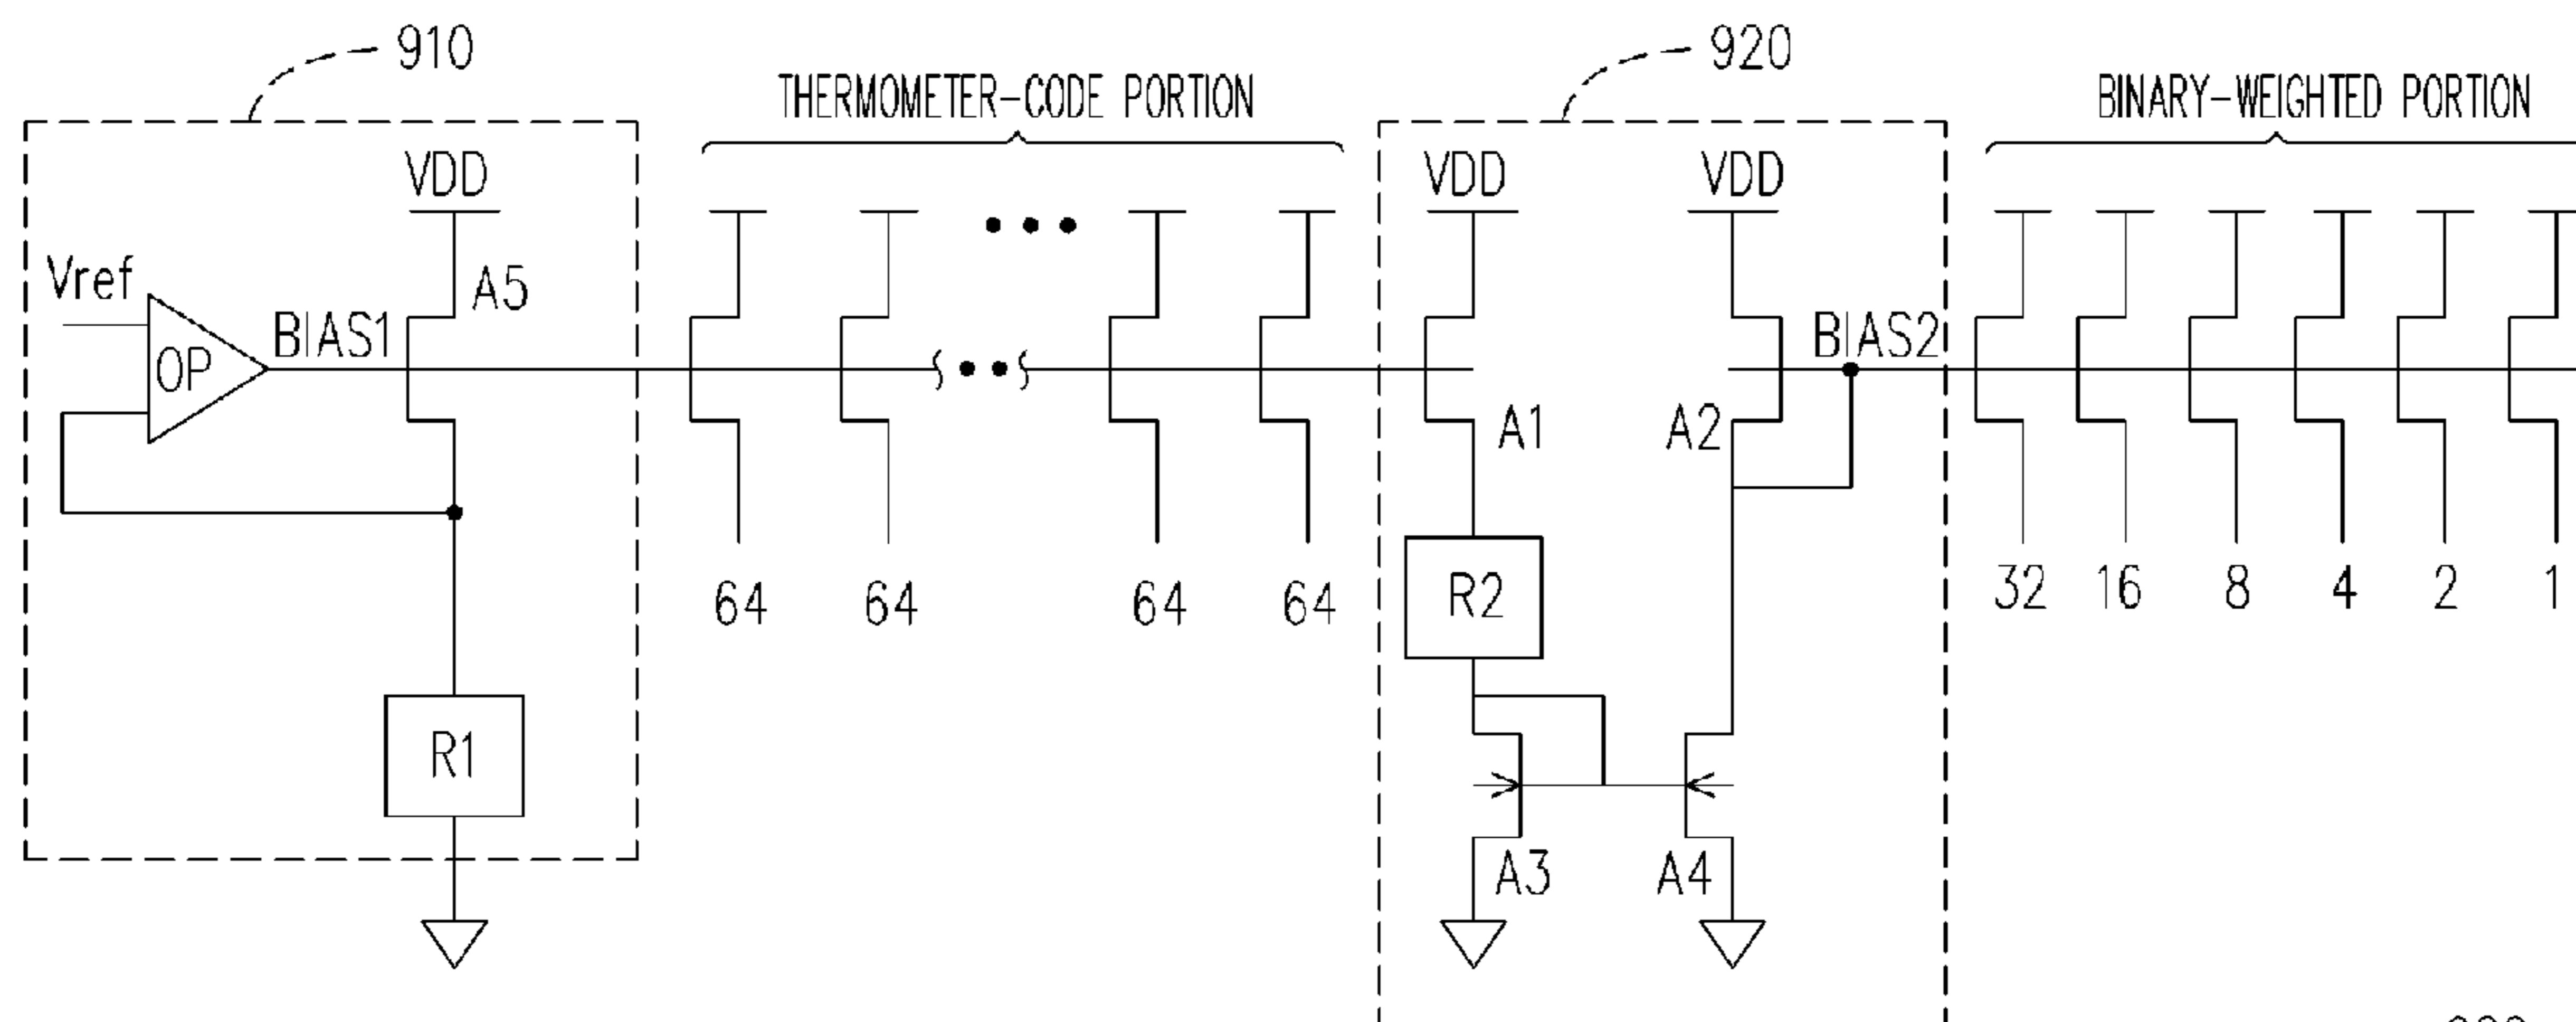 910
920
THERMOMETER-CODE PORTION
BINARY-WEIGHTED PORTION
VDD
VDD
VDD
Vref
A5
BIAS1
BIAS2
OP
A1
A2
64
64
64
64
R2
32
16
8
4
2
1
R1
A3
A4